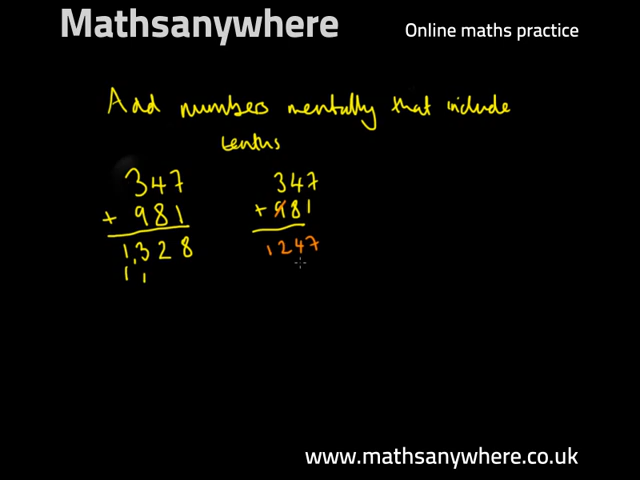 Mathsanywhere
Online maths practice
Add numbers mentally that include
tenths
347
+ 981
1,328
1 1
347
+ 981
1247
www.mathsanywhere.co.uk